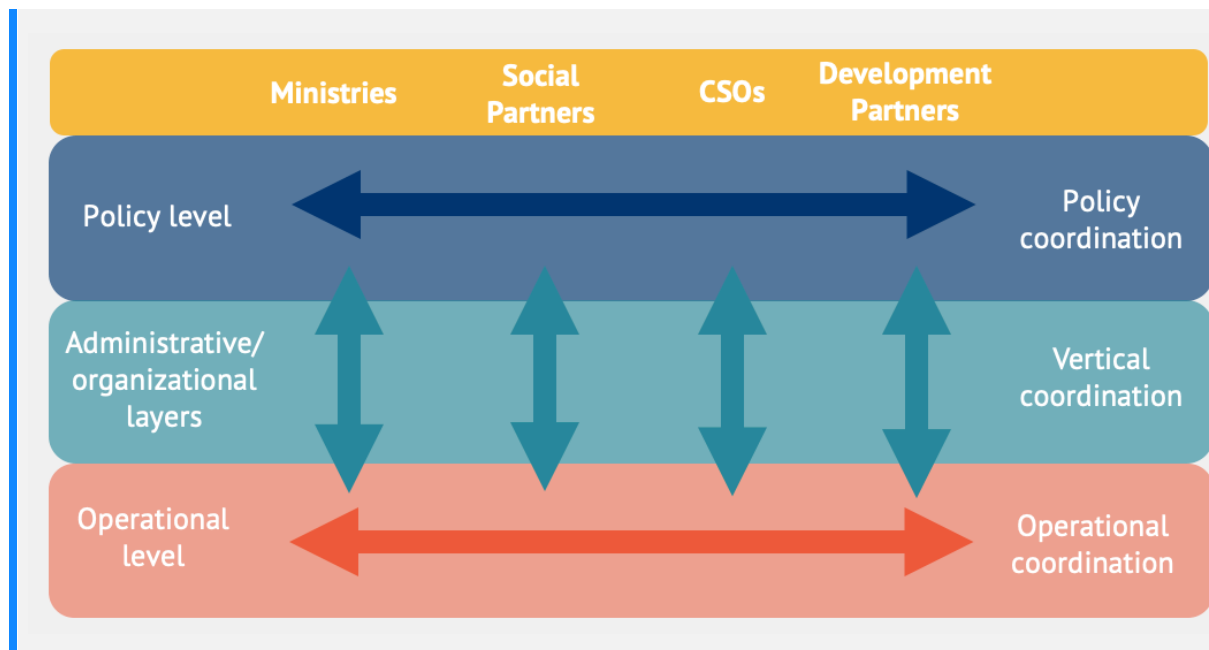 Ministries
Social
Partners
CSOs
Development
Partners
Policy level
Policy
coordination
Administrative/
organizational
layers
Vertical
coordination
Operational
level
Operational
coordination